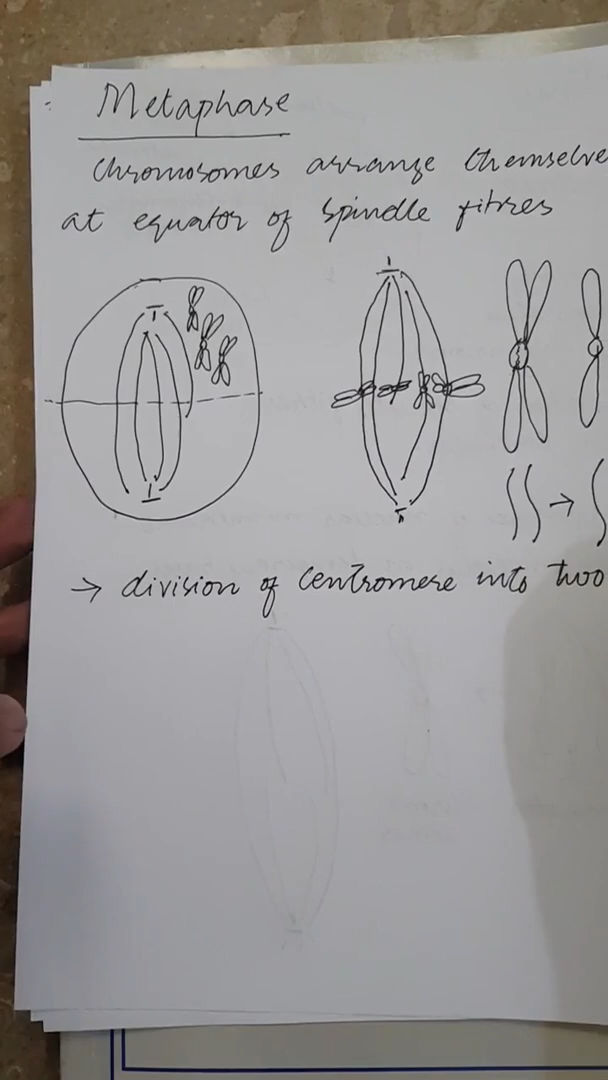 Metaphase
Chromosomes arrange themselve
at equator of spindle fibres
→ division of centromere into two